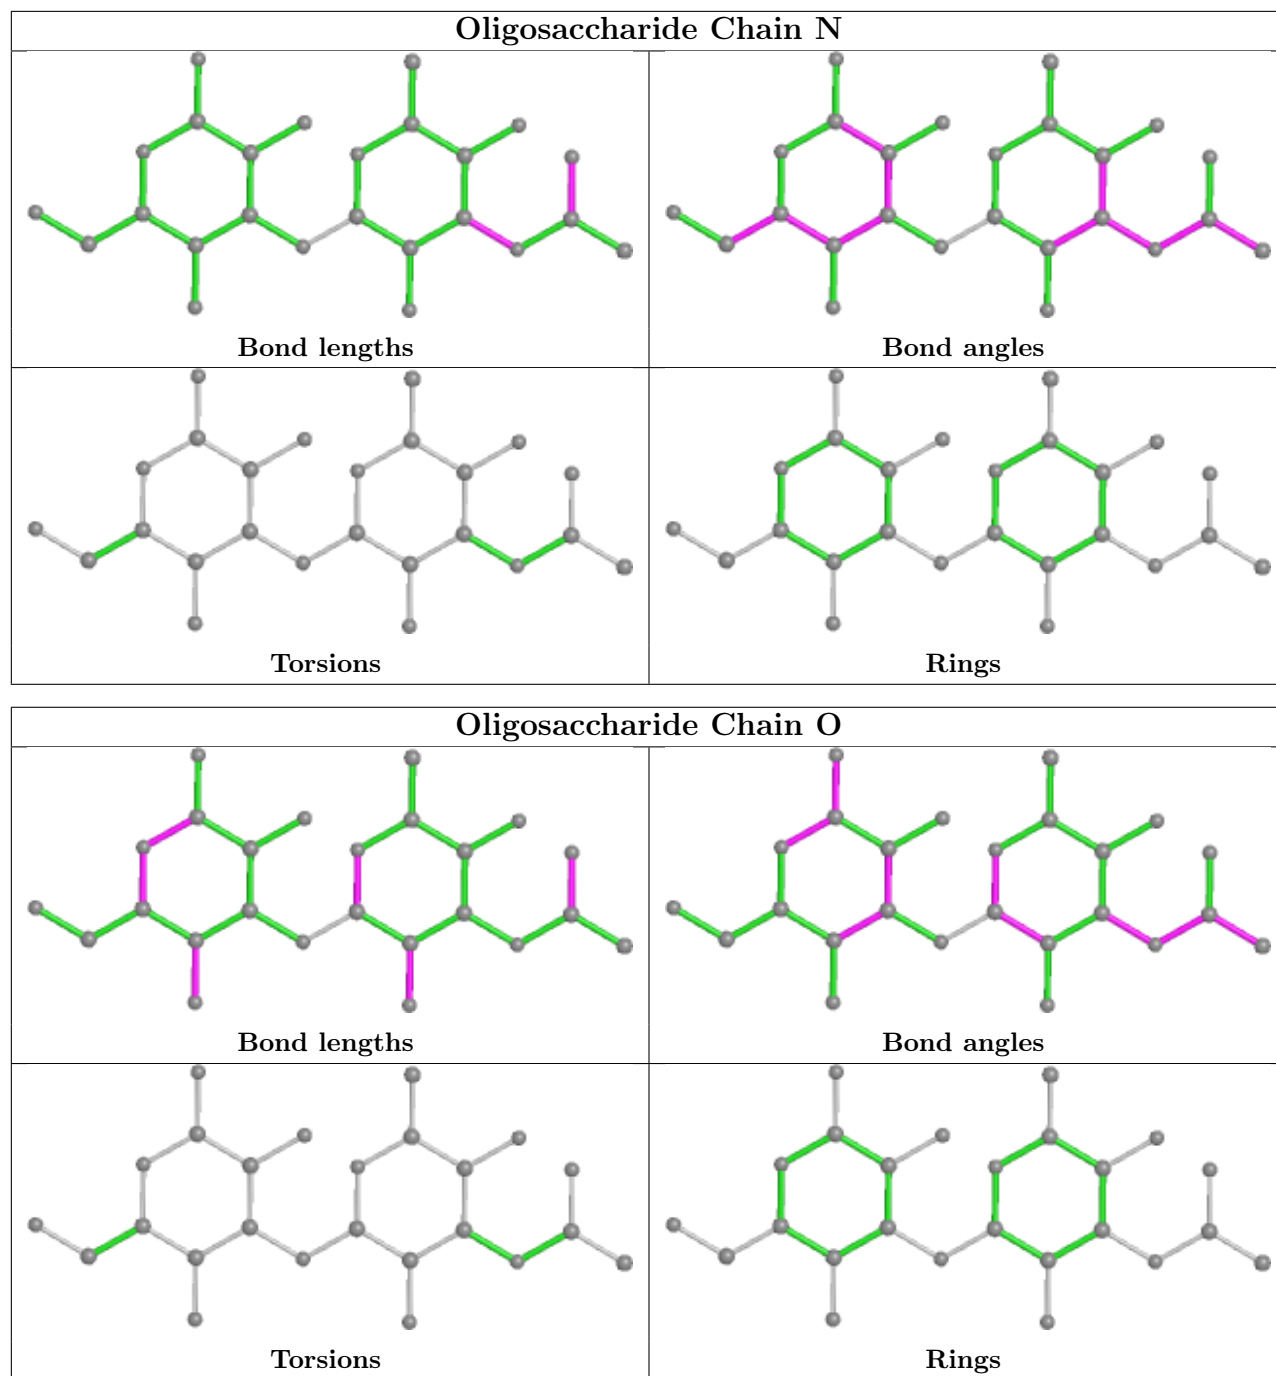 Oligosaccharide Chain N
Bond lengths
Bond angles
Torsions
Rings
Oligosaccharide Chain O
Bond lengths
Bond angles
Torsions
Rings